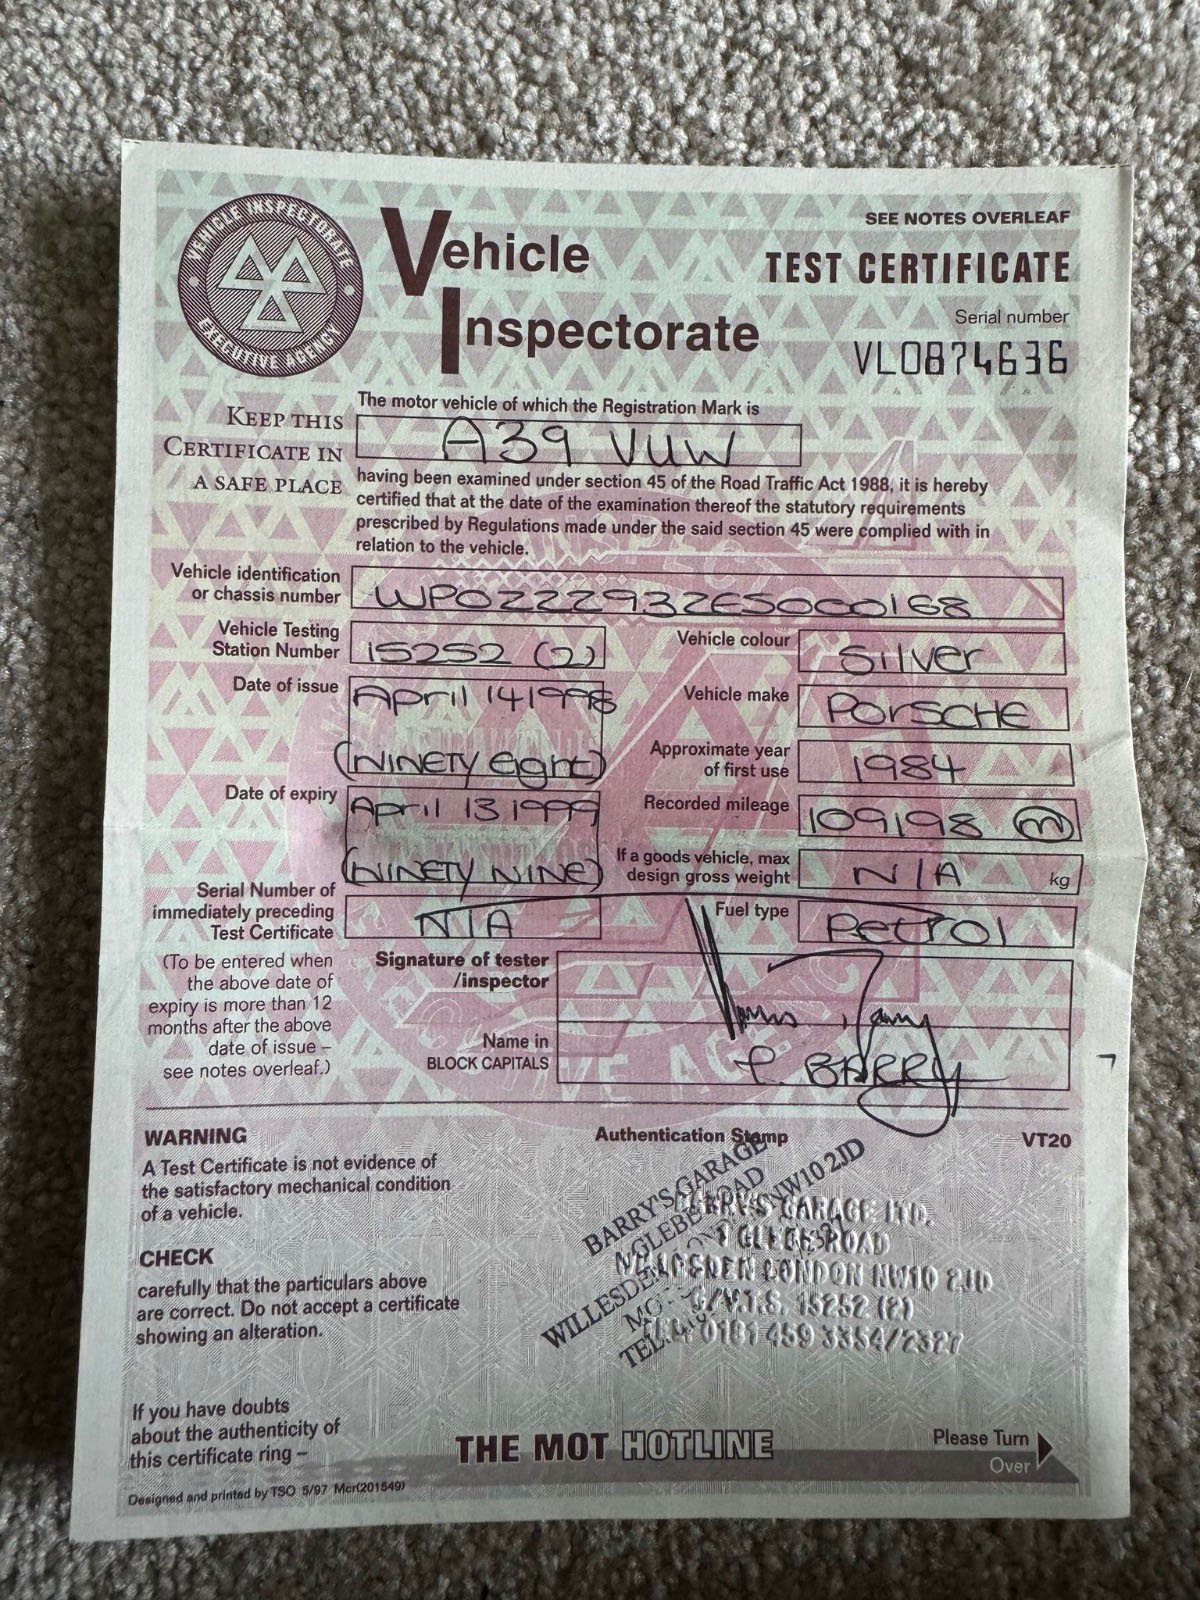 VEHICLE INSPECTORATE
EXECUTIVE AGENCY
Vehicle
Inspectorate
SEE NOTES OVERLEAF
TEST CERTIFICATE
Serial number
VL0874636
KEEP THIS
CERTIFICATE IN
A SAFE PLACE
The motor vehicle of which the Registration Mark is
A39 VUW
having been examined under section 45 of the Road Traffic Act 1988, it is hereby
certified that at the date of the examination thereof the statutory requirements
prescribed by Regulations made under the said section 45 were complied with in
relation to the vehicle.
Vehicle identification
or chassis number
WPOZZZ93ZES000168
Vehicle Testing
Station Number
15252 (2)
Vehicle colour
Silver
Date of issue
April 14 1998
(NINETY Eight)
Vehicle make
PORSCHE
Approximate year
of first use
1984
Date of expiry
April 13 1999
(NINETY NINE)
Recorded mileage
109198 (m)
If a goods vehicle, max
design gross weight
N/A
kg
Serial Number of
immediately preceding
Test Certificate
N/A
Fuel type
Petrol
(To be entered when
the above date of
expiry is more than 12
months after the above
date of issue –
see notes overleaf.)
Signature of tester
/inspector
Name in
BLOCK CAPITALS
BARRY
WARNING
A Test Certificate is not evidence of
the satisfactory mechanical condition
of a vehicle.
Authentication Stamp
VT20
BARRY'S GARAGE
GLEBE ROAD
WILLESDEN LONDON NW10 2JD
BARRY'S GARAGE LTD.
GLEBE ROAD
WILLESDEN LONDON NW10 2JD
15252 (2)
0181 459 3354/2327
CHECK
carefully that the particulars above
are correct. Do not accept a certificate
showing an alteration.
If you have doubts
about the authenticity of
this certificate ring –
THE MOT HOTLINE
Please Turn
Over
Designed and printed by TSO 5/97 Mcr(201549)